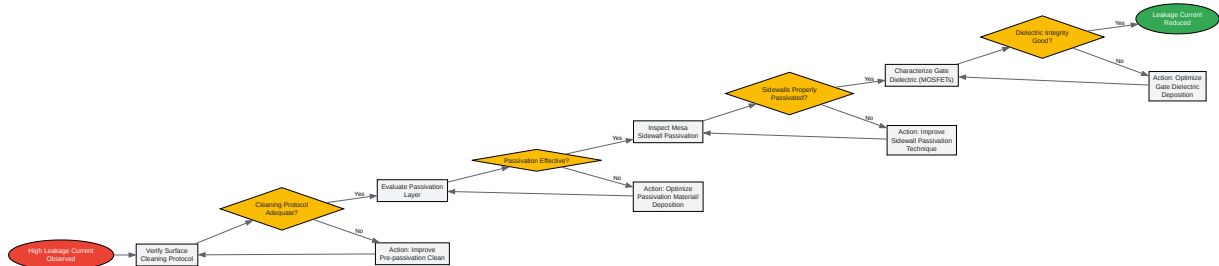 High Leakage Current
Observed
Verify Surface
Cleaning Protocol
Cleaning Protocol
Adequate?
Yes
No
Action: Improve
Pre-passivation Clean
Evaluate Passivation
Layer
Passivation Effective?
Yes
No
Action: Optimize
Passivation Material/
Deposition
Inspect Mesa
Sidewall Passivation
Sidewalls Properly
Passivated?
Yes
No
Action: Improve
Sidewall Passivation
Technique
Characterize Gate
Dielectric (MOSFETs)
Dielectric Integrity
Good?
Yes
No
Action: Optimize
Gate Dielectric
Deposition
Leakage Current
Reduced